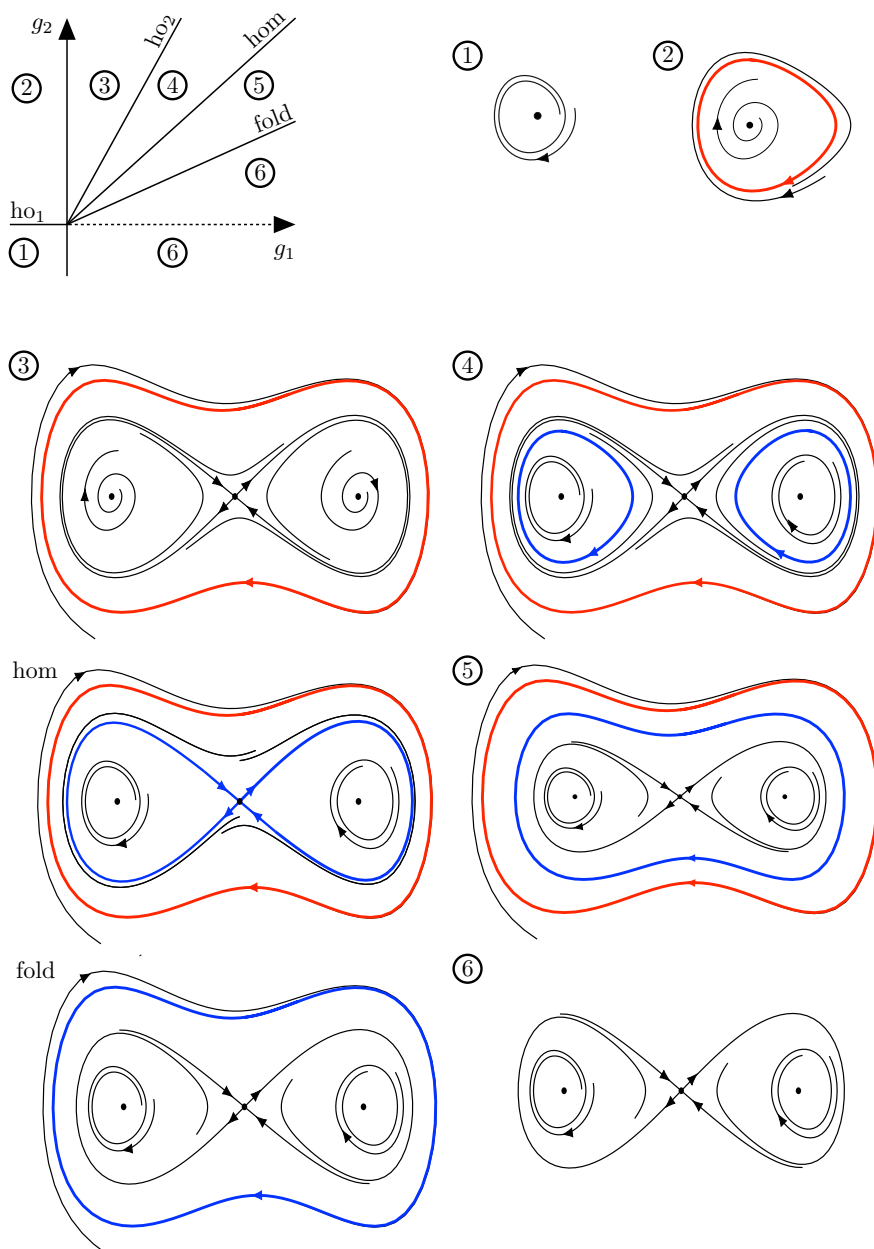 g₂
ho₂
hom
①
②
②
③
④
⑤
fold
⑥
ho₁
①
⑥
g₁
③
④
hom
⑤
fold
⑥